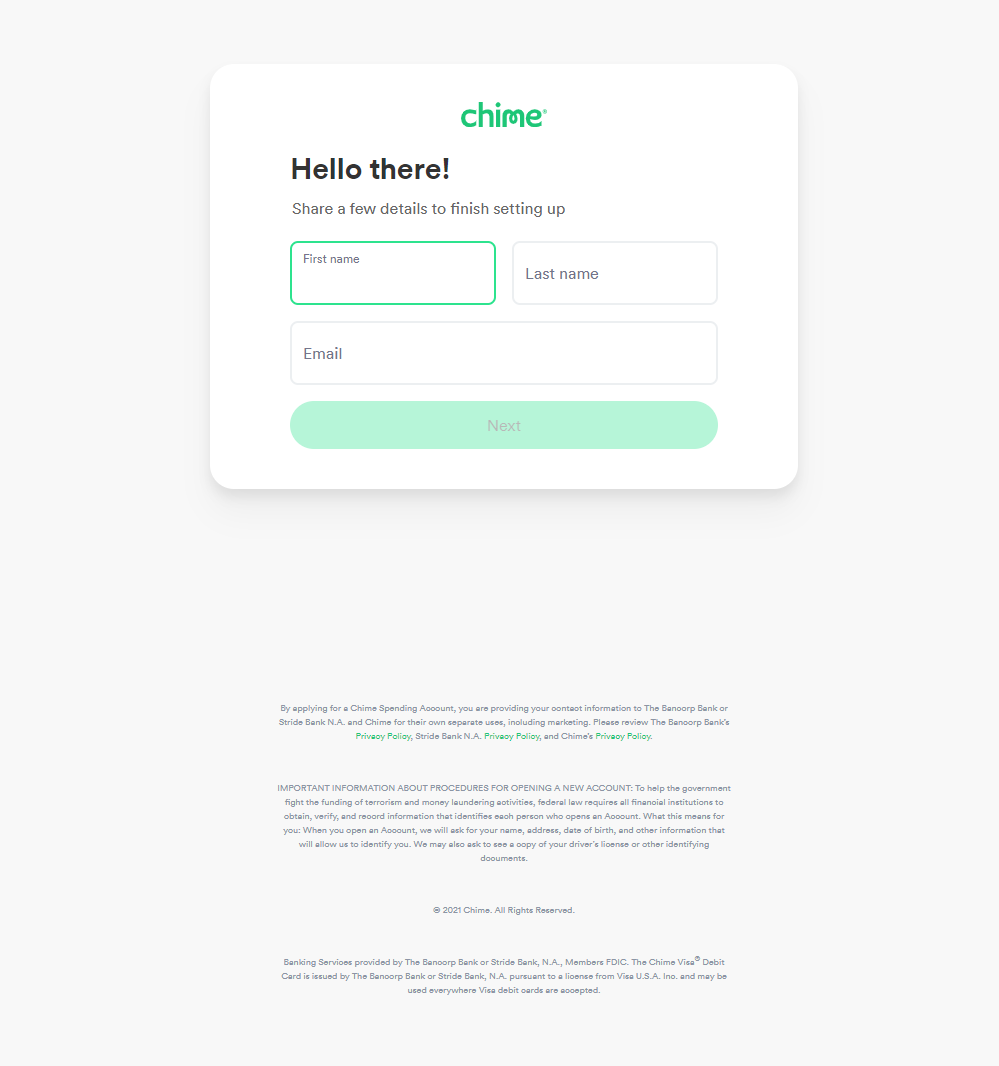 chime®
Hello there!
Share a few details to finish setting up
First name
Last name
Email
Next
By applying for a Chime Spending Account, you are providing your contact information to The Bancorp Bank or
Stride Bank N.A. and Chime for their own separate uses, including marketing. Please review The Bancorp Bank's
Privacy Policy, Stride Bank N.A. Privacy Policy, and Chime's Privacy Policy.
IMPORTANT INFORMATION ABOUT PROCEDURES FOR OPENING A NEW ACCOUNT: To help the government
fight the funding of terrorism and money laundering activities, federal law requires all financial institutions to
obtain, verify, and record information that identifies each person who opens an Account. What this means for
you: When you open an Account, we will ask for your name, address, date of birth, and other information that
will allow us to identify you. We may also ask to see a copy of your driver's license or other identifying
documents.
© 2021 Chime. All Rights Reserved.
Banking Services provided by The Bancorp Bank or Stride Bank, N.A., Members FDIC. The Chime Visa® Debit
Card is issued by The Bancorp Bank or Stride Bank, N.A. pursuant to a license from Visa U.S.A. Inc. and may be
used everywhere Visa debit cards are accepted.